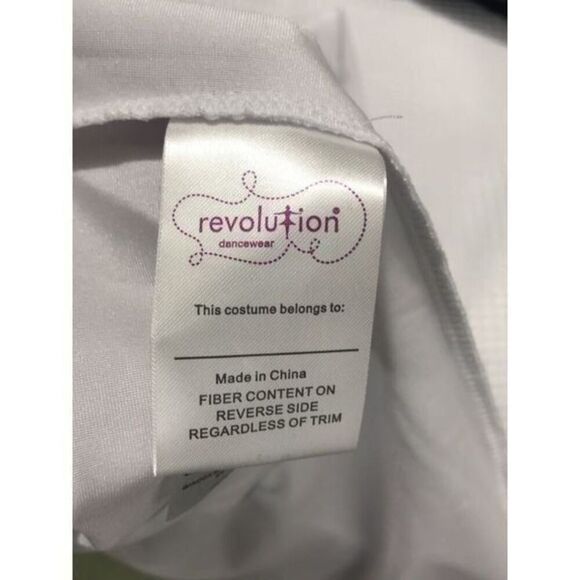 revolution
dancewear
This costume belongs to:
Made in China
FIBER CONTENT ON
REVERSE SIDE
REGARDLESS OF TRIM